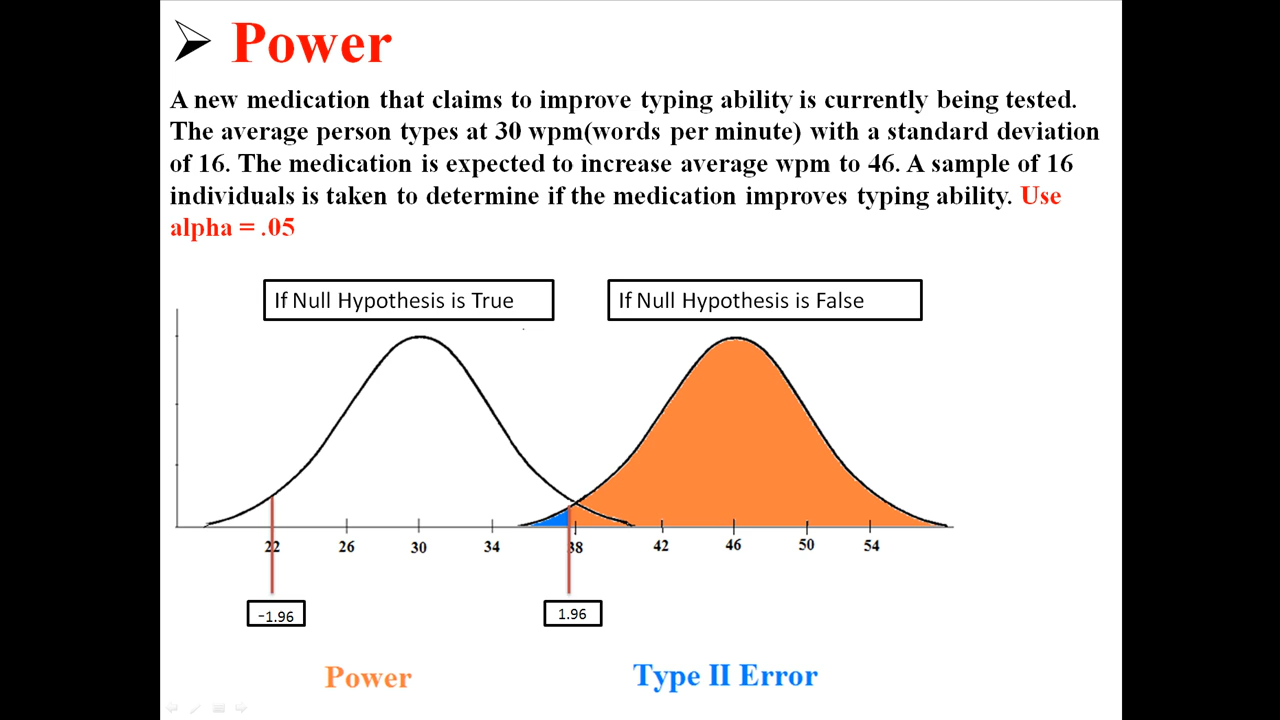 Power
A new medication that claims to improve typing ability is currently being tested.
The average person types at 30 wpm(words per minute) with a standard deviation
of 16. The medication is expected to increase average wpm to 46. A sample of 16
individuals is taken to determine if the medication improves typing ability. Use
alpha = .05
If Null Hypothesis is True If Null Hypothesis is False
22 26 30 34 38 42 46 50 54
-1.96 1.96
Power Type II Error